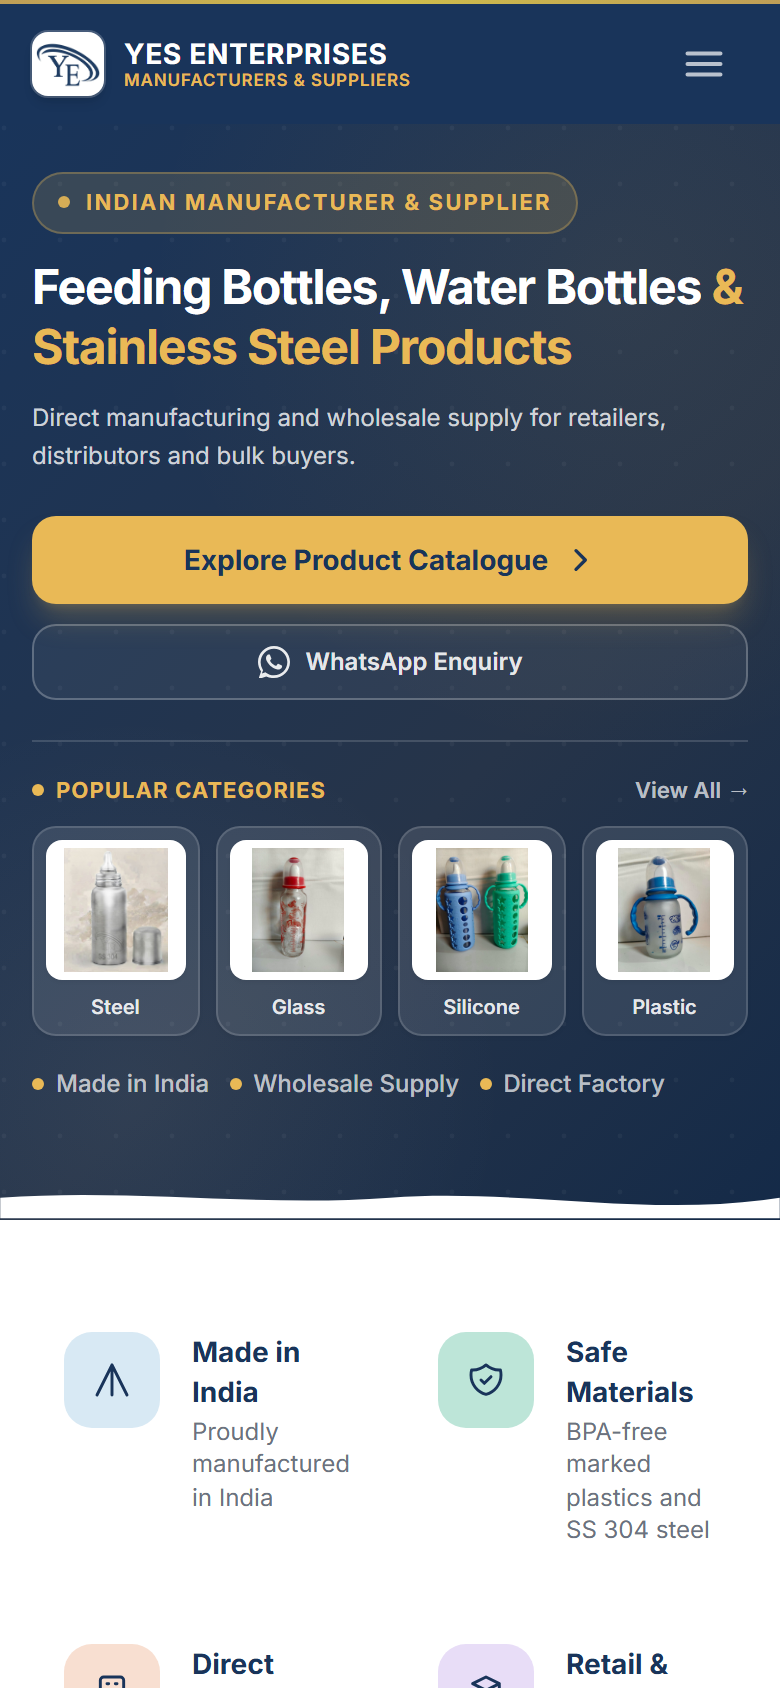 YE
YES ENTERPRISES
MANUFACTURERS & SUPPLIERS
INDIAN MANUFACTURER & SUPPLIER
Feeding Bottles, Water Bottles &
Stainless Steel Products
Direct manufacturing and wholesale supply for retailers,
distributors and bulk buyers.
Explore Product Catalogue
WhatsApp Enquiry
POPULAR CATEGORIES
View All →
Steel
Glass
Silicone
Plastic
Made in India
Wholesale Supply
Direct Factory
Made in
India
Proudly
manufactured
in India
Safe
Materials
BPA-free
marked
plastics and
SS 304 steel
Direct
Retail &